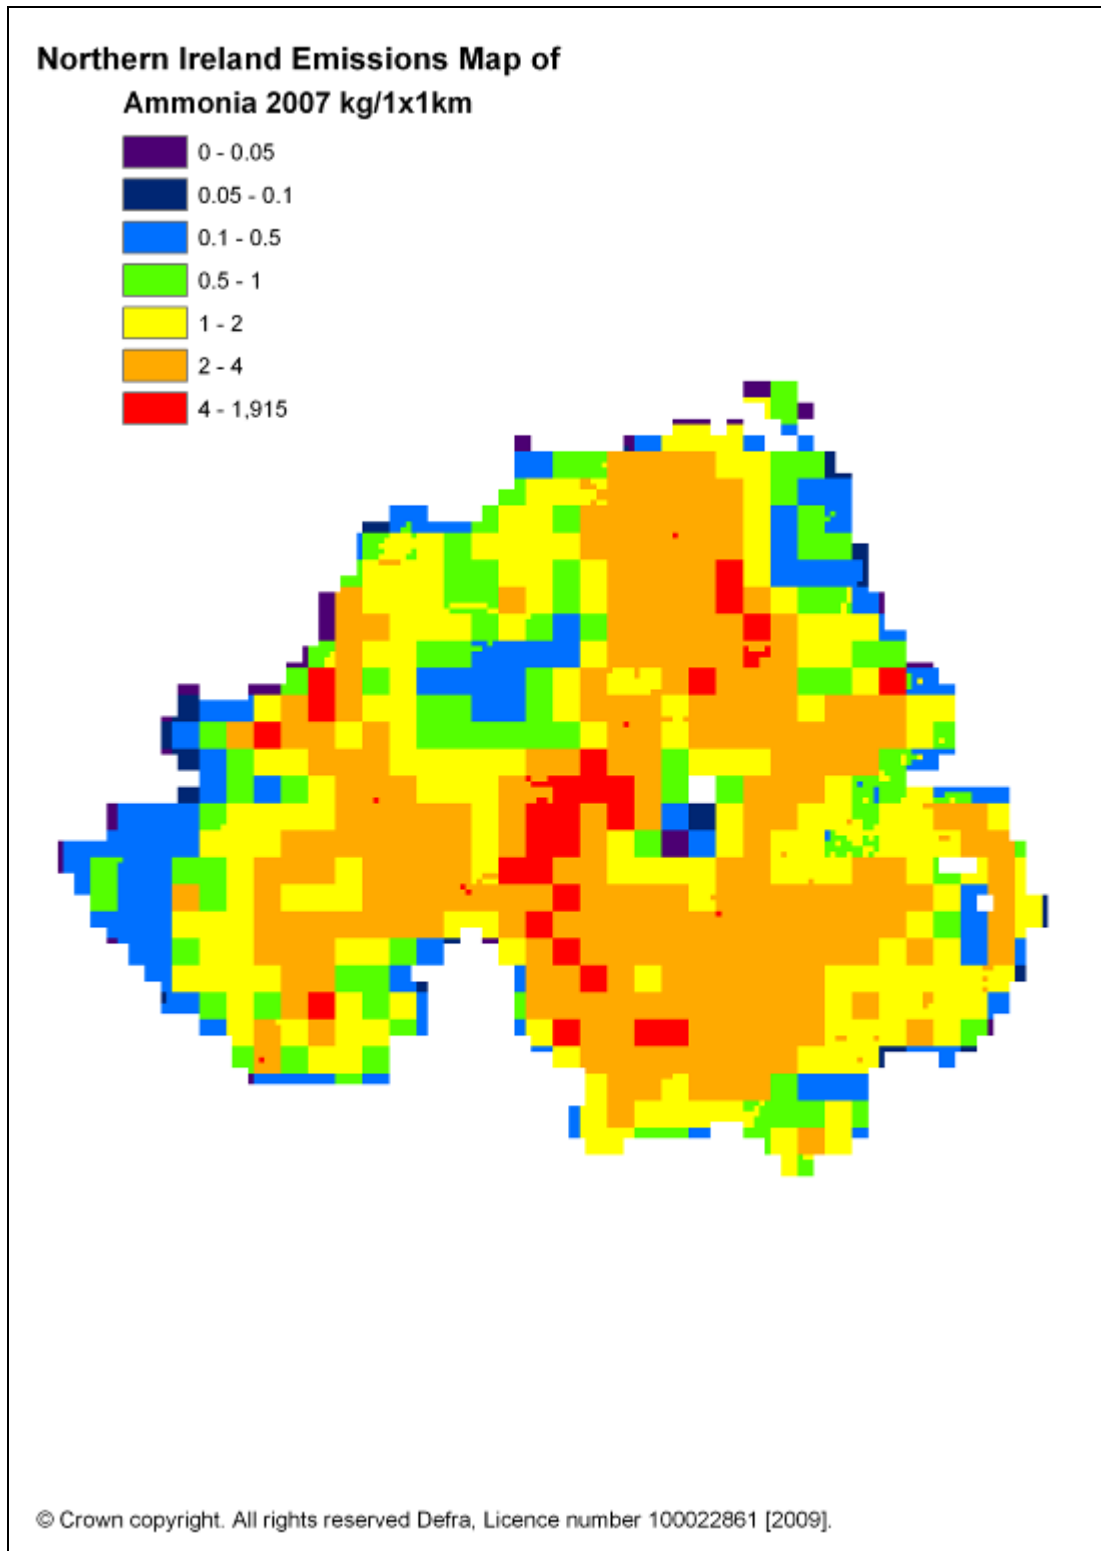 Northern Ireland Emissions Map of
Ammonia 2007 kg/1x1km
0 - 0.05
0.05 - 0.1
0.1 - 0.5
0.5 - 1
1 - 2
2 - 4
4 - 1,915
© Crown copyright. All rights reserved Defra, Licence number 100022861 [2009].